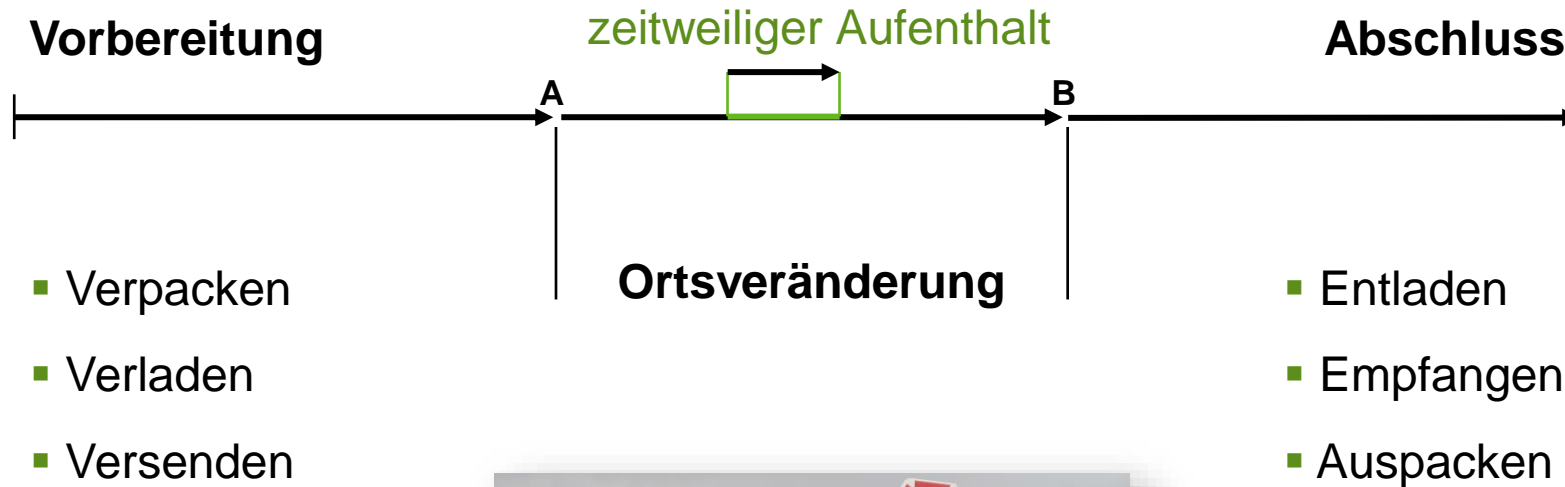 Vorbereitung
zeitweiliger Aufenthalt
Abschluss
A
B
Ortsveränderung
▪ Verpacken
▪ Verladen
▪ Versenden
▪ Entladen
▪ Empfangen
▪ Auspacken